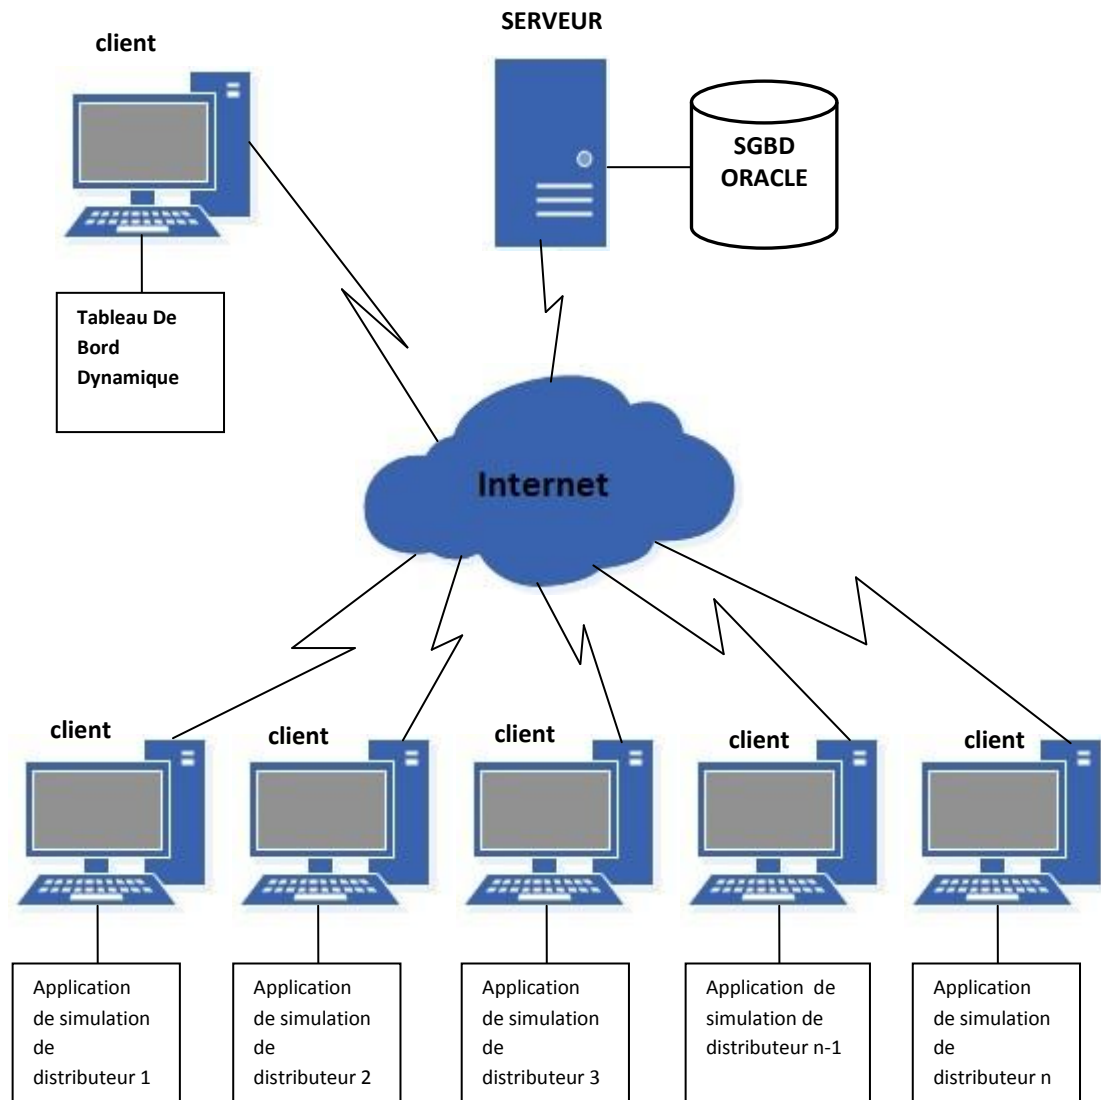 SERVEUR
client
SGBD
ORACLE
Tableau De
Bord
Dynamique
Internet
client
client
client
client
client
Application
de simulation
de
distributeur 1
Application
de simulation
de
distributeur 2
Application
de simulation
de
distributeur 3
Application de
simulation de
distributeur n-1
Application
de simulation
de
distributeur n